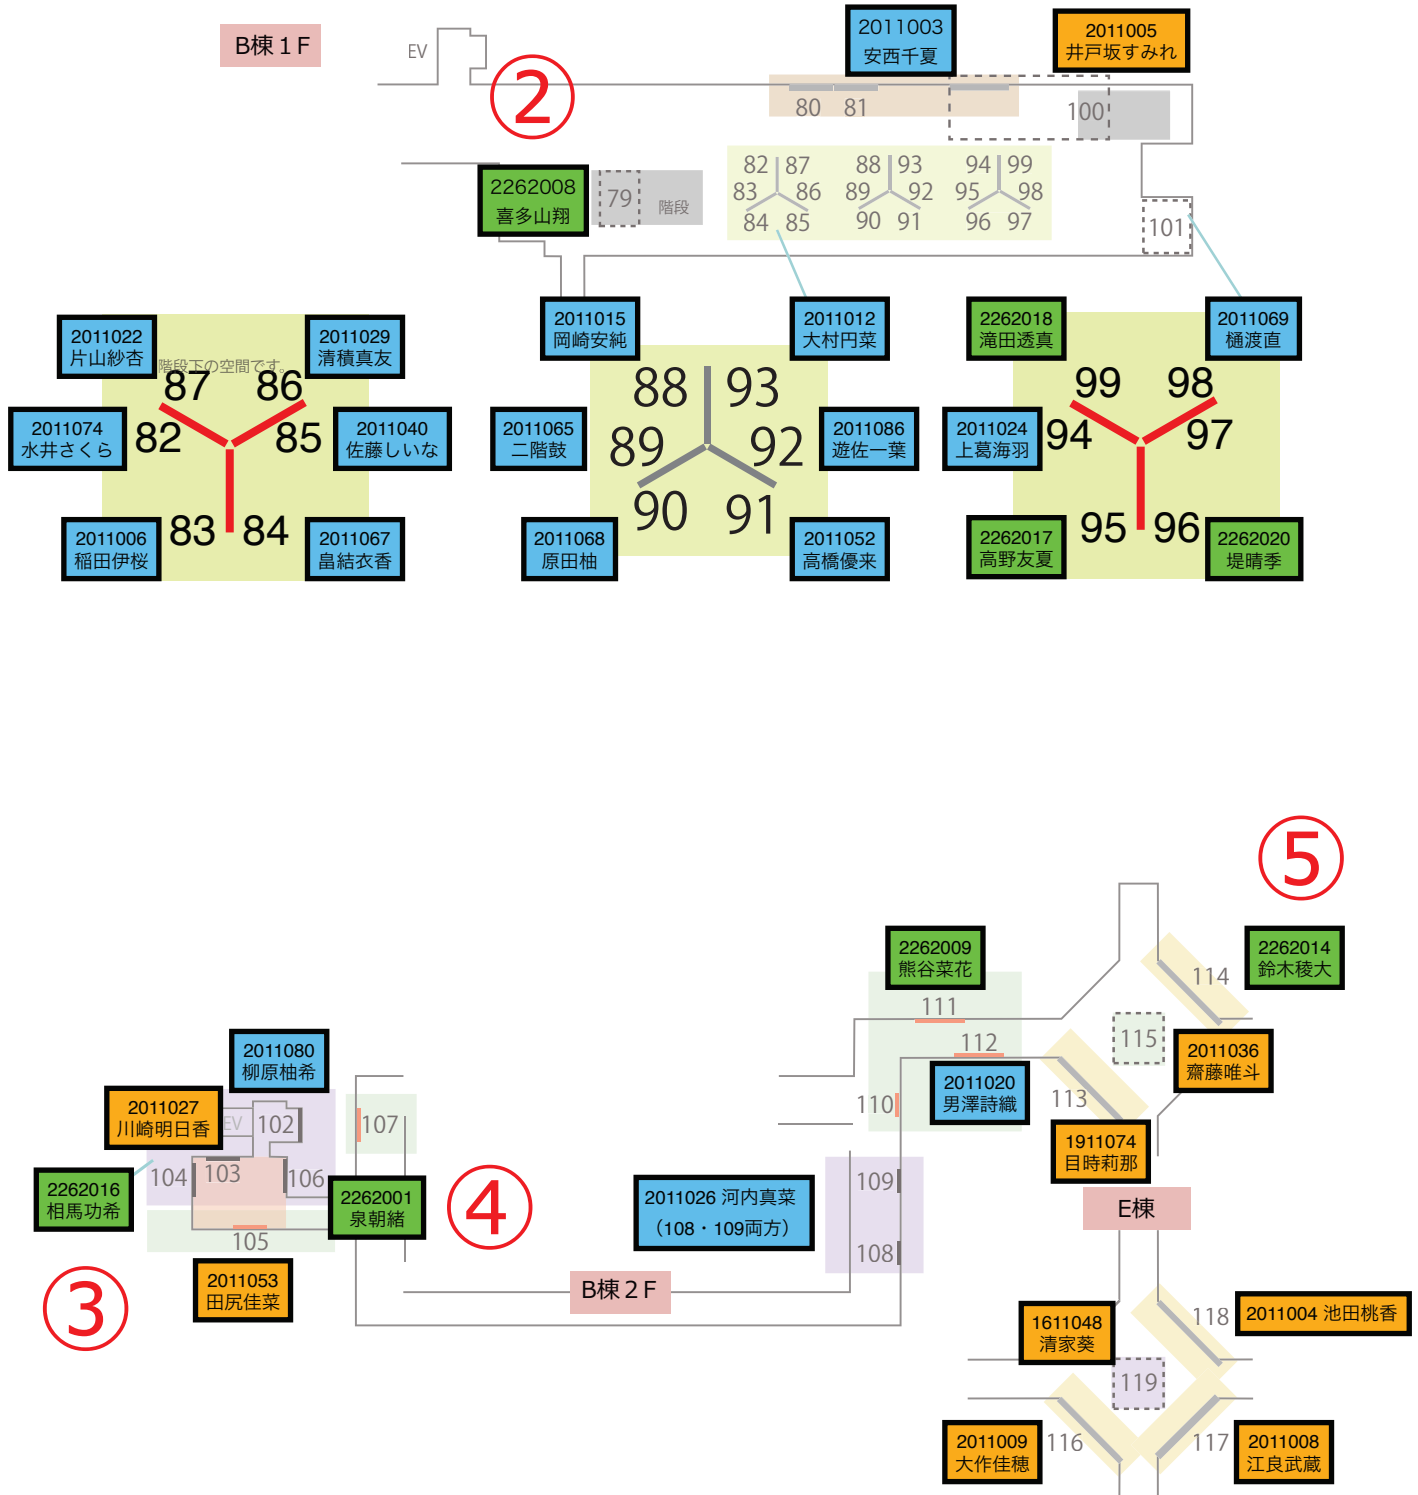 B棟１F
EV
②
2011003
安西千夏
2011005
井戸坂すみれ
80
81
100
2262008
喜多山翔
79
階段
82
87
83
86
84
85
88
93
89
92
90
91
94
99
95
98
96
97
101
2011022
片山紗杏
2011029
清積真友
階段下の空間です。
87
86
2011074
水井さくら
82
85
2011040
佐藤しいな
2011006
稲田伊桜
83
84
2011067
畠結衣香
2011015
岡崎安純
2011012
大村円菜
88
93
2011065
二階鼓
89
92
2011086
遊佐一葉
2011068
原田柚
90
91
2011052
高橋優来
2262018
滝田透真
2011069
樋渡直
99
98
2011024
上葛海羽
94
97
2262017
高野友夏
95
96
2262020
堤晴季
⑤
2262009
熊谷菜花
2262014
鈴木稜大
111
114
112
115
2011036
齋藤唯斗
2011020
男澤詩織
110
113
1911074
目時莉那
2011080
柳原柚希
2011027
川崎明日香
EV
102
107
104
103
106
2262016
相馬功希
2262001
泉朝緒
④
105
2011053
田尻佳菜
③
2011026 河内真菜
（108・109両方）
109
108
B棟２F
E棟
1611048
清家葵
118
2011004 池田桃香
119
2011009
大作佳穂
116
117
2011008
江良武蔵